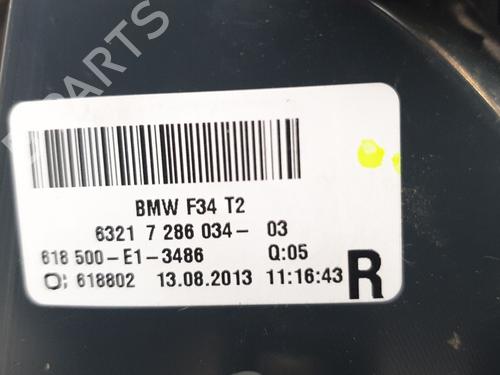 BMW F34 T2
6321 7 286 034- 03
618 500-E1-3486 Q:05
O; 618802 13.08.2013 11:16:43 R
PARTS